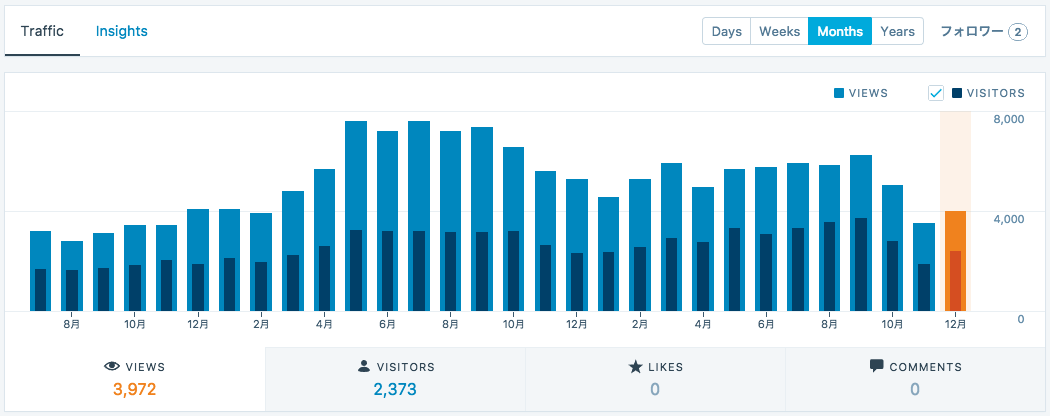 Traffic Insights Days Weeks Months Years フォロワー 2
VIEWS VISITORS
8,000
4,000
0
8月 10月 12月 2月 4月 6月 8月 10月 12月 2月 4月 6月 8月 10月 12月
VIEWS VISITORS LIKES COMMENTS
3,972 2,373 0 0